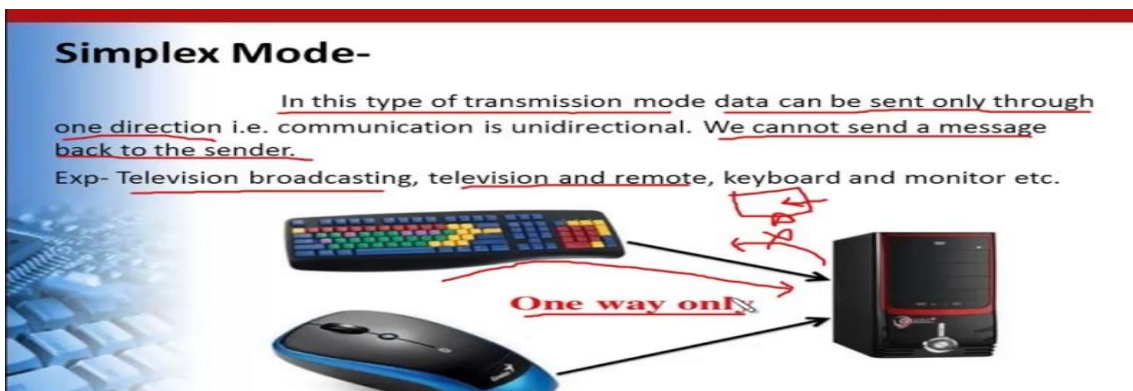 Simplex Mode-
In this type of transmission mode data can be sent only through
one direction i.e. communication is unidirectional. We cannot send a message
back to the sender.
Exp- Television broadcasting, television and remote, keyboard and monitor etc.
One way only